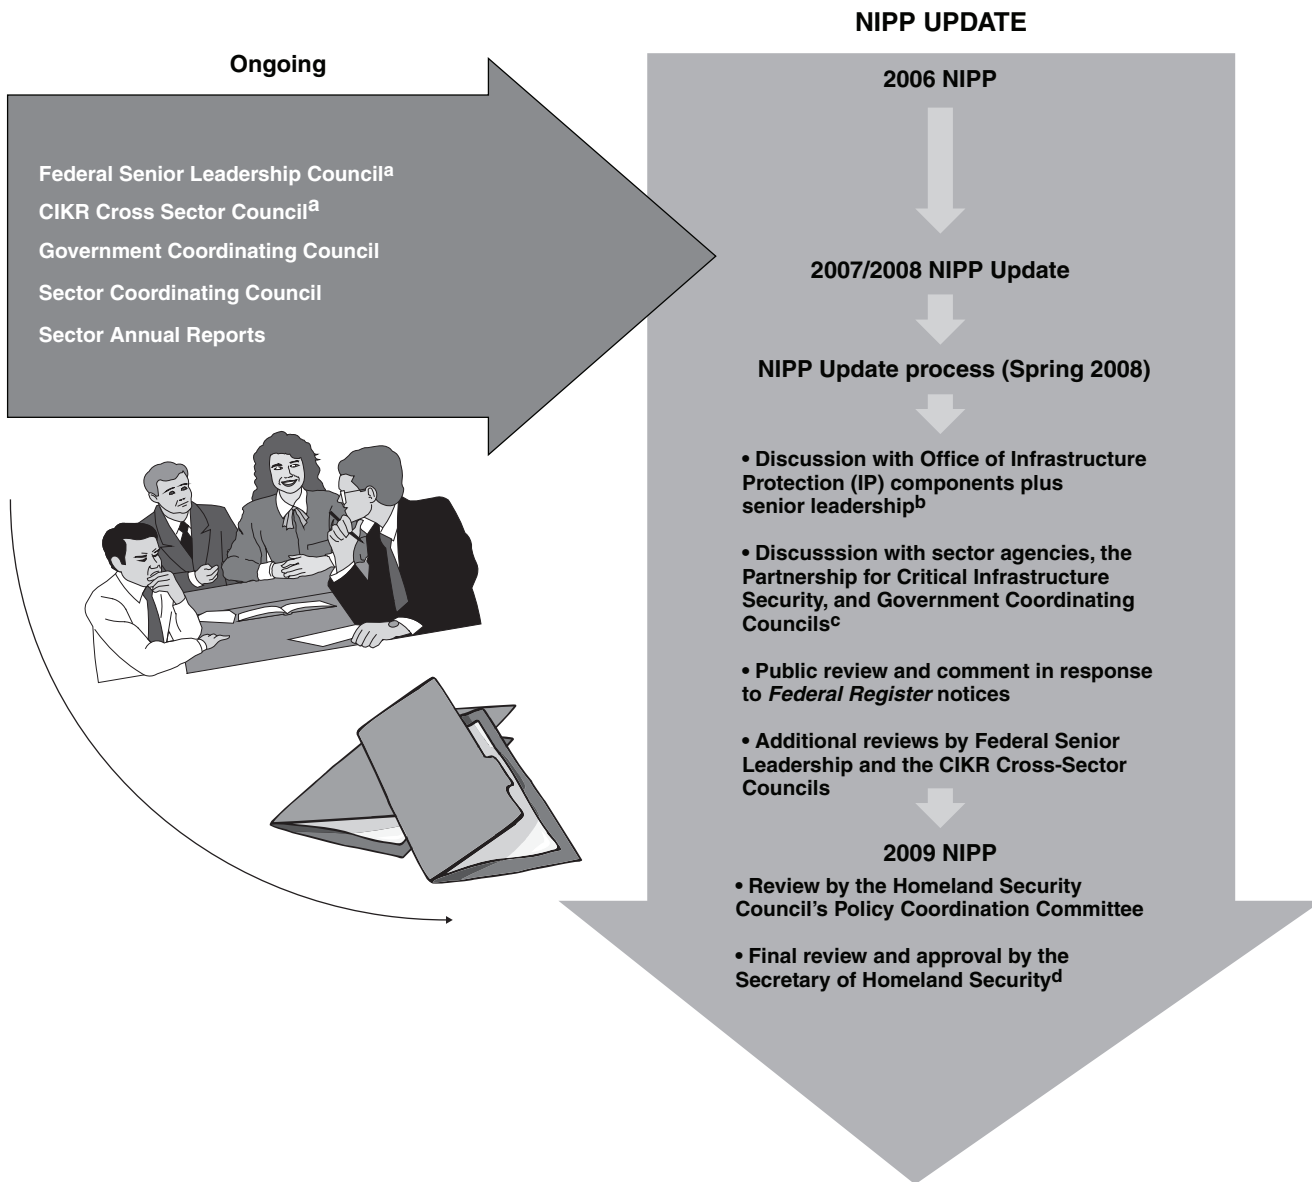 NIPP UPDATE
Ongoing
Federal Senior Leadership Councilᵃ
CIKR Cross Sector Councilᵃ
Government Coordinating Council
Sector Coordinating Council
Sector Annual Reports
2006 NIPP
2007/2008 NIPP Update
NIPP Update process (Spring 2008)
• Discussion with Office of Infrastructure
Protection (IP) components plus
senior leadershipᵇ
• Discusssion with sector agencies, the
Partnership for Critical Infrastructure
Security, and Government Coordinating
Councilsᶜ
• Public review and comment in response
to Federal Register notices
• Additional reviews by Federal Senior
Leadership and the CIKR Cross-Sector
Councils
2009 NIPP
• Review by the Homeland Security
Council’s Policy Coordination Committee
• Final review and approval by the
Secretary of Homeland Securityᵈ